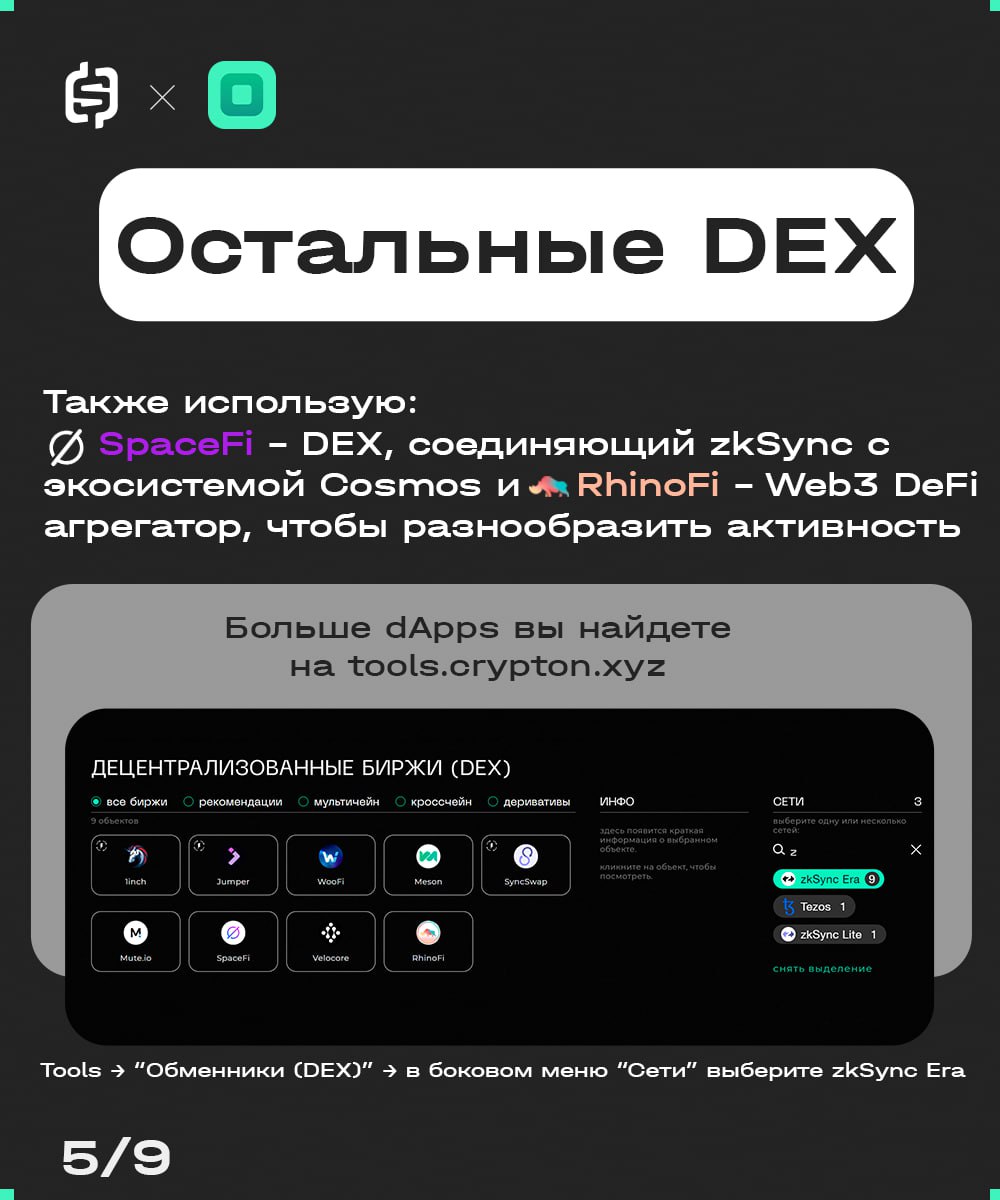 Остальные DEX
Также использую:
SpaceFi – DEX, соединяющий zkSync с
экосистемой Cosmos и RhinoFi – Web3 DeFi
агрегатор, чтобы разнообразить активность
Больше dApps вы найдете
на tools.crypton.xyz
ДЕЦЕНТРАЛИЗОВАННЫЕ БИРЖИ (DEX)
все биржи рекомендации мультичейн кроссчейн деривативы
9 объектов
1inch Jumper WooFi Meson SyncSwap
Mute.io SpaceFi Velocore RhinoFi
ИНФО
здесь появится краткая
информация о выбранном
объекте.
кликните на объект, чтобы
посмотреть.
СЕТИ 3
выберите одну или несколько
сетей:
z
zkSync Era 9
Tezos 1
zkSync Lite 1
снять выделение
Tools → “Обменники (DEX)” → в боковом меню “Сети” выберите zkSync Era
5/9